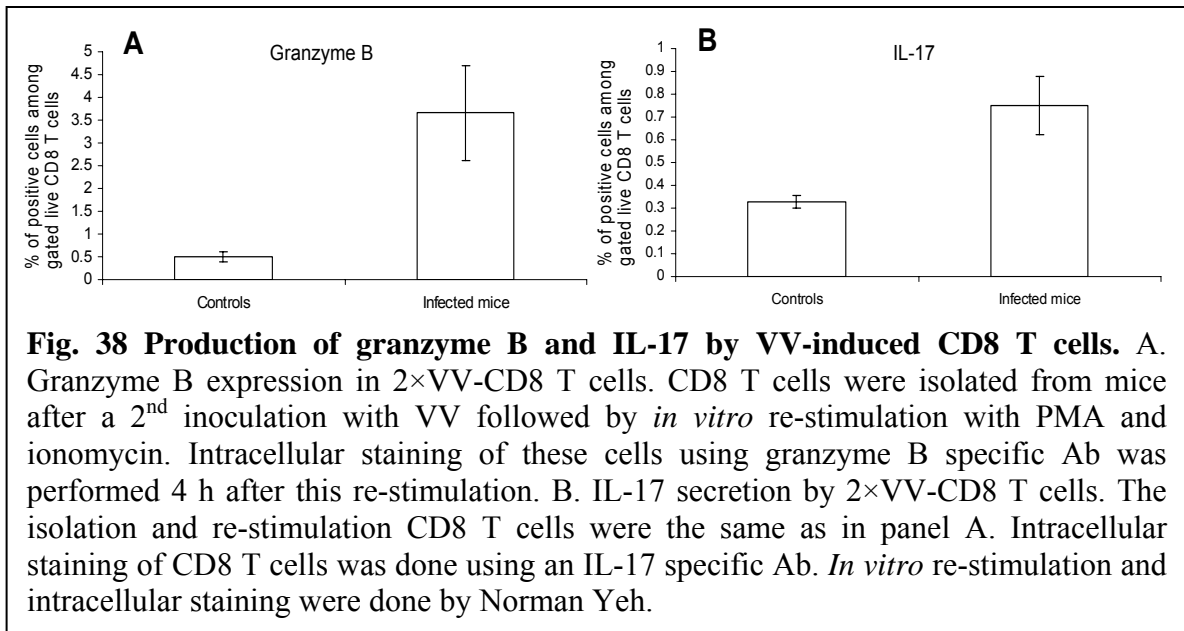 A
Granzyme B
% of positive cells among
gated live CD8 T cells
5
4.5
4
3.5
3
2.5
2
1.5
1
0.5
0
Controls
Infected mice
B
IL-17
% of positive cells among
gated live CD8 T cells
1
0.9
0.8
0.7
0.6
0.5
0.4
0.3
0.2
0.1
0
Controls
Infected mice
Fig. 38 Production of granzyme B and IL-17 by VV-induced CD8 T cells. A.
Granzyme B expression in 2×VV-CD8 T cells. CD8 T cells were isolated from mice
after a 2nd inoculation with VV followed by in vitro re-stimulation with PMA and
ionomycin. Intracellular staining of these cells using granzyme B specific Ab was
performed 4 h after this re-stimulation. B. IL-17 secretion by 2×VV-CD8 T cells. The
isolation and re-stimulation CD8 T cells were the same as in panel A. Intracellular
staining of CD8 T cells was done using an IL-17 specific Ab. In vitro re-stimulation and
intracellular staining were done by Norman Yeh.